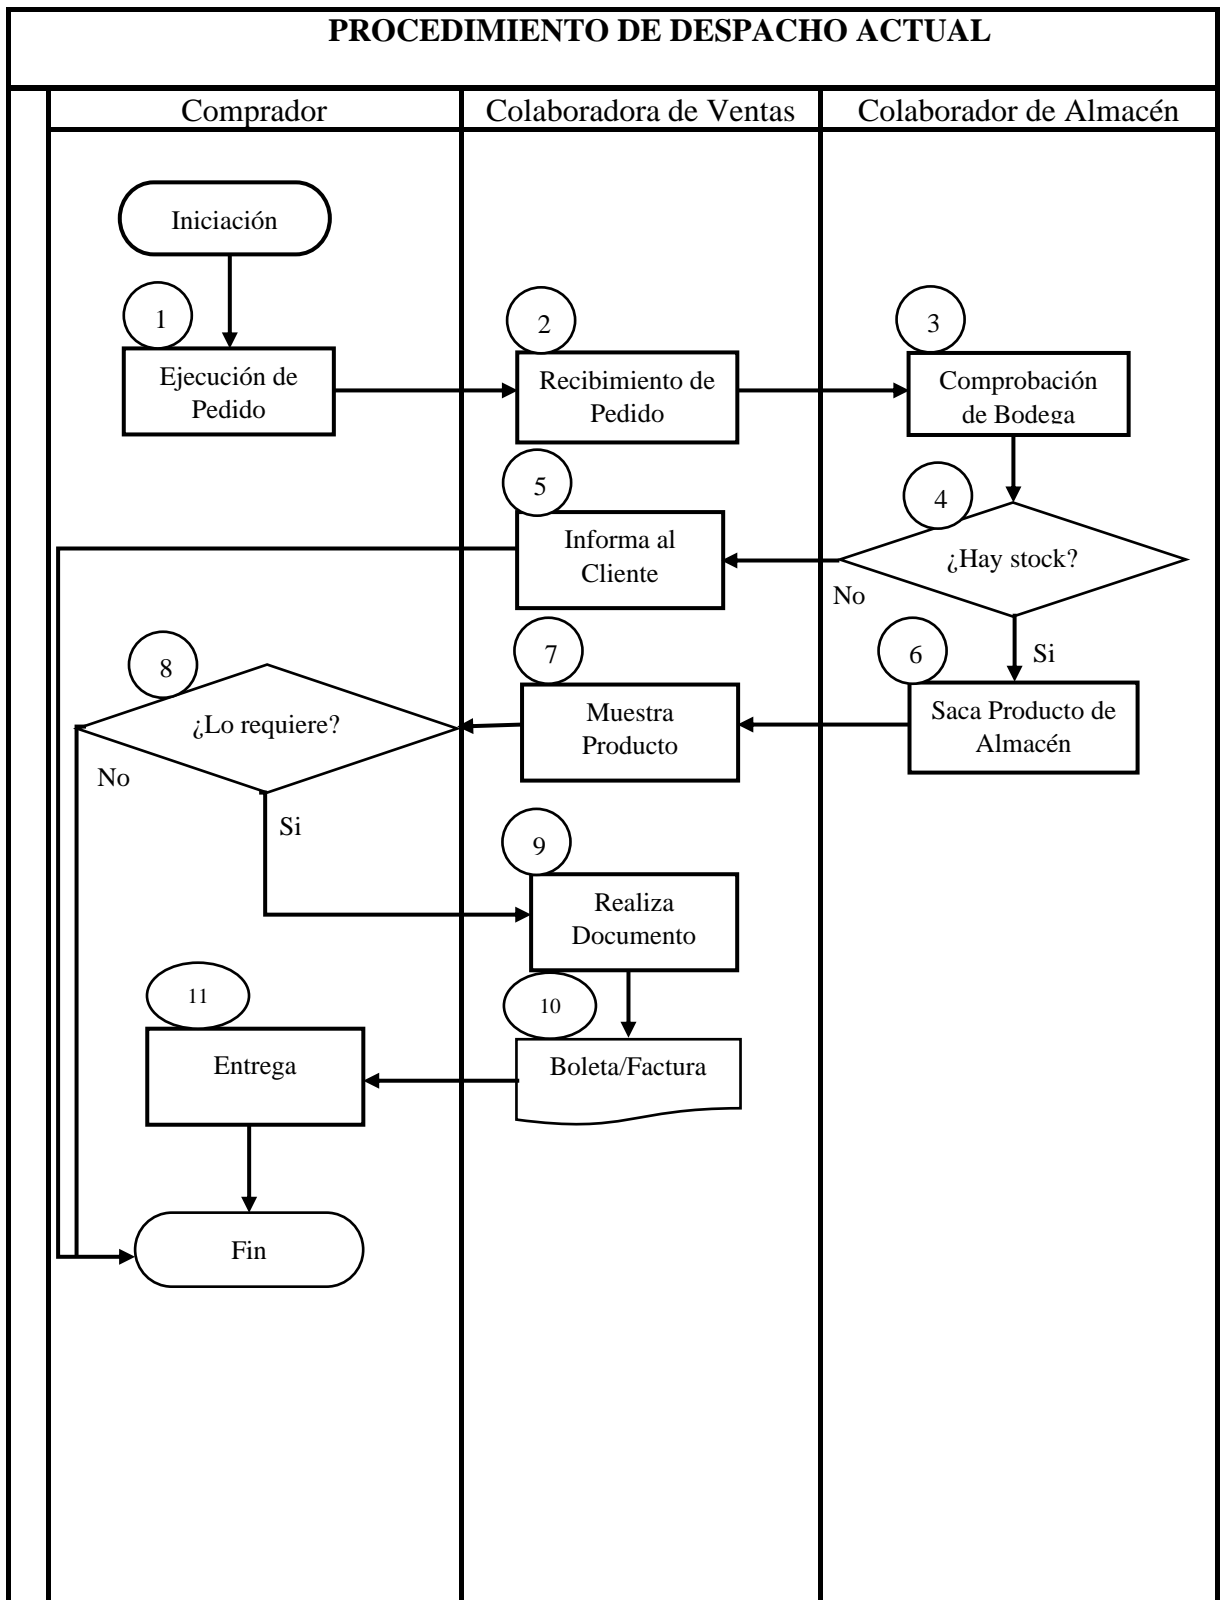 PROCEDIMIENTO DE DESPACHO ACTUAL
Comprador
Colaboradora de Ventas
Colaborador de Almacén
Iniciación
1
Ejecución de
Pedido
2
Recibimiento de
Pedido
3
Comprobación
de Bodega
4
¿Hay stock?
No
Si
5
Informa al
Cliente
6
Saca Producto de
Almacén
7
Muestra
Producto
8
¿Lo requiere?
No
Si
9
Realiza
Documento
10
Boleta/Factura
11
Entrega
Fin